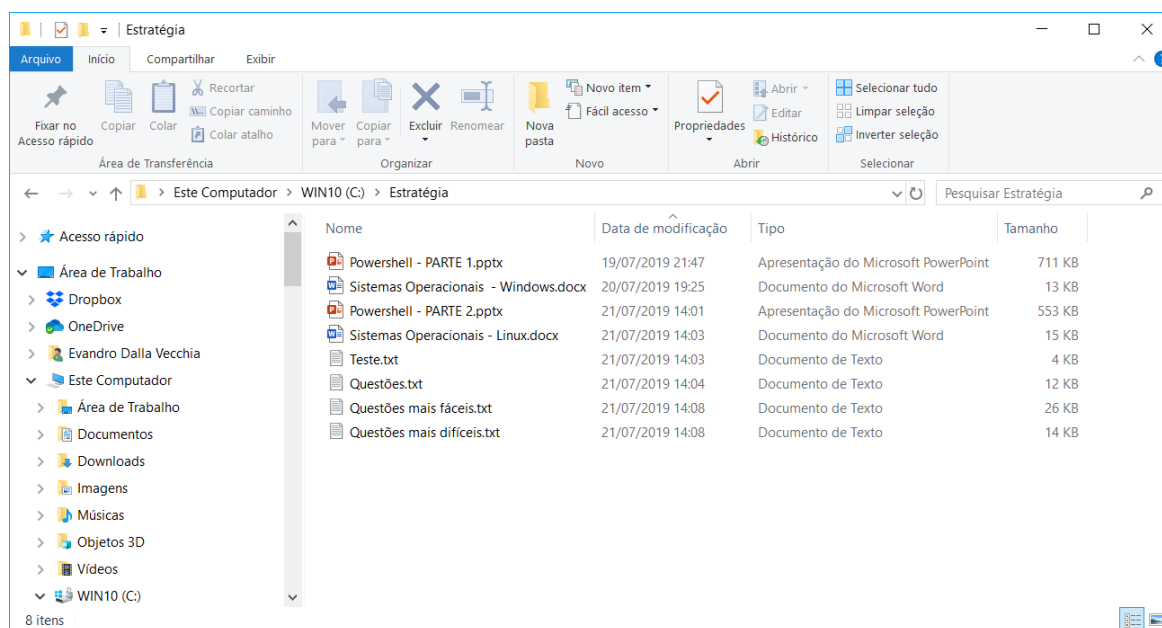 Estratégia
Arquivo Início Compartilhar Exibir
Fixar no Acesso rápido
Copiar
Colar
Recortar
Copiar caminho
Colar atalho
Área de Transferência
Mover para
Copiar para
Excluir
Renomear
Organizar
Nova pasta
Novo item
Fácil acesso
Novo
Propriedades
Abrir
Editar
Histórico
Abrir
Selecionar tudo
Limpar seleção
Inverter seleção
Selecionar
Este Computador > WIN10 (C:) > Estratégia
Pesquisar Estratégia
Acesso rápido
Área de Trabalho
Dropbox
OneDrive
Evandro Dalla Vecchia
Este Computador
Área de Trabalho
Documentos
Downloads
Imagens
Músicas
Objetos 3D
Vídeos
WIN10 (C:)
Nome Data de modificação Tipo Tamanho
Powershell - PARTE 1.pptx 19/07/2019 21:47 Apresentação do Microsoft PowerPoint 711 KB
Sistemas Operacionais - Windows.docx 20/07/2019 19:25 Documento do Microsoft Word 13 KB
Powershell - PARTE 2.pptx 21/07/2019 14:01 Apresentação do Microsoft PowerPoint 553 KB
Sistemas Operacionais - Linux.docx 21/07/2019 14:03 Documento do Microsoft Word 15 KB
Teste.txt 21/07/2019 14:03 Documento de Texto 4 KB
Questões.txt 21/07/2019 14:04 Documento de Texto 12 KB
Questões mais fáceis.txt 21/07/2019 14:08 Documento de Texto 26 KB
Questões mais difíceis.txt 21/07/2019 14:08 Documento de Texto 14 KB
8 itens